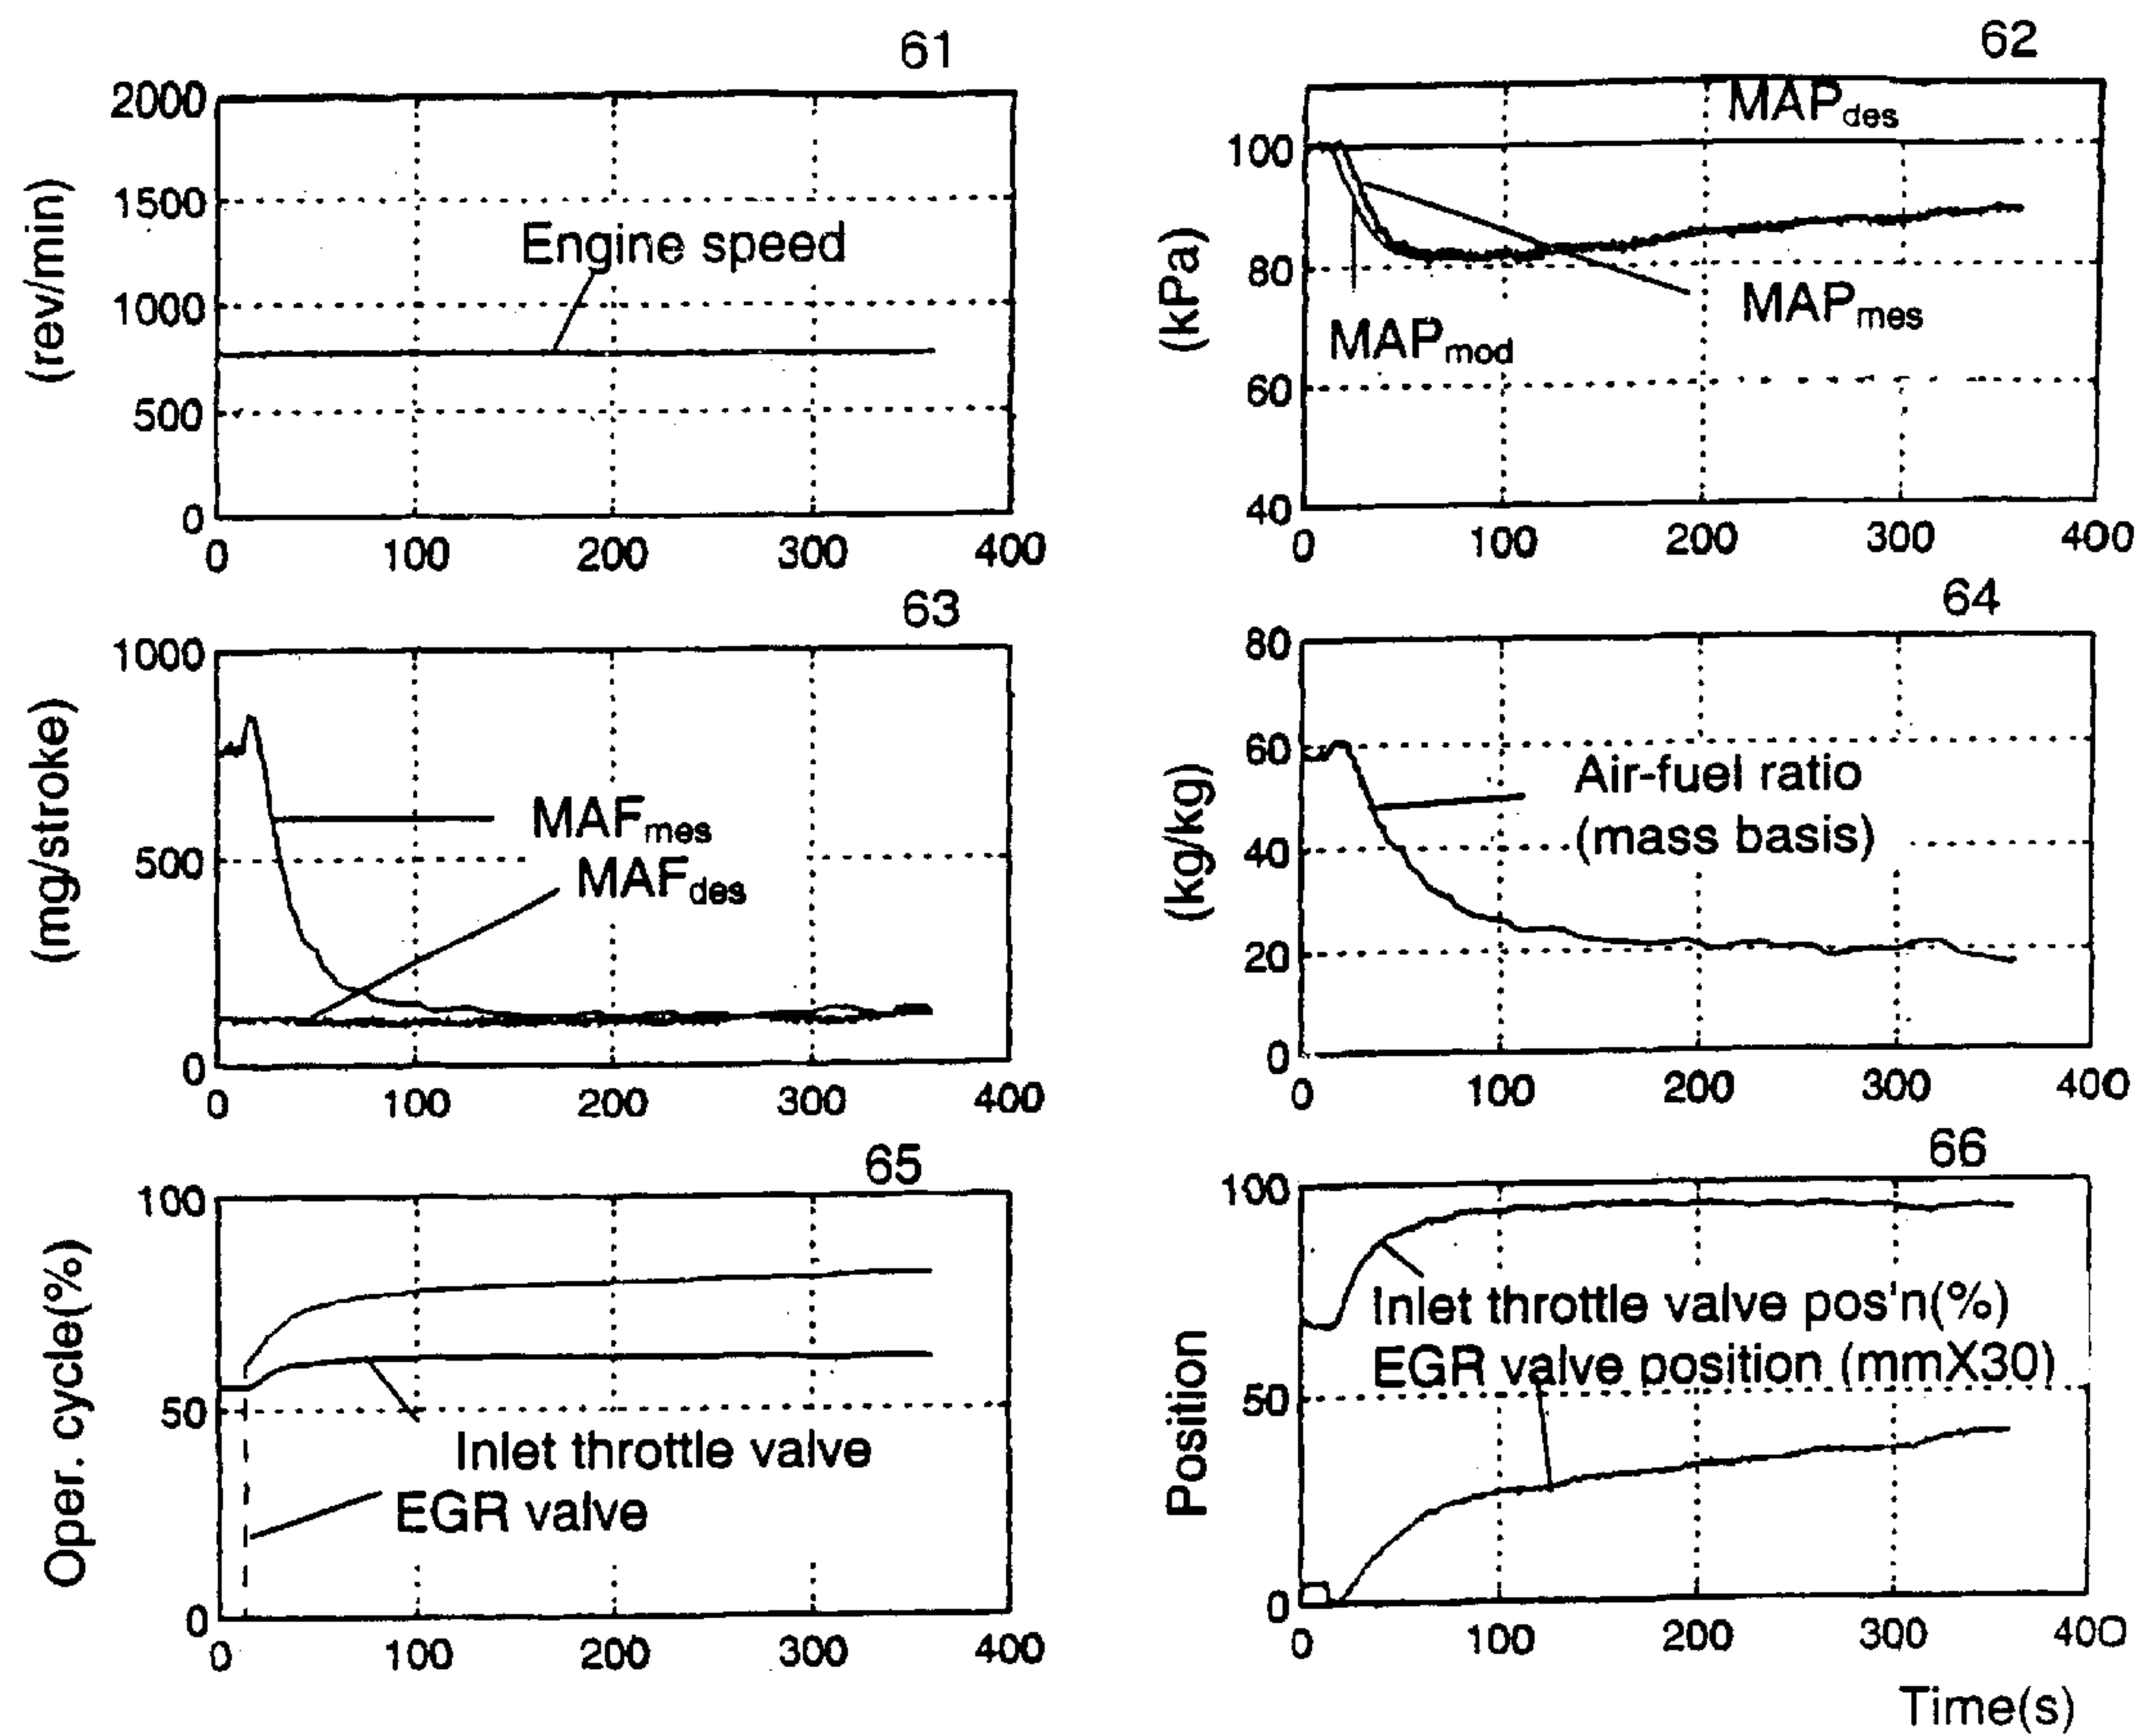 61
2000
1500
1000
500
0
(rev/min)
Engine speed
0 100 200 300 400
62
100
80
60
40
(kPa)
MAPdes
MAPmes
MAPmod
0 100 200 300 400
63
1000
500
0
(mg/stroke)
MAFmes
MAFdes
0 100 200 300 400
64
80
60
40
20
0
(kg/kg)
Air-fuel ratio
(mass basis)
0 100 200 300 400
65
100
50
0
Oper. cycle(%)
Inlet throttle valve
EGR valve
0 100 200 300 400
66
100
50
0
Position
Inlet throttle valve pos'n(%)
EGR valve position (mmX30)
0 100 200 300 400
Time(s)